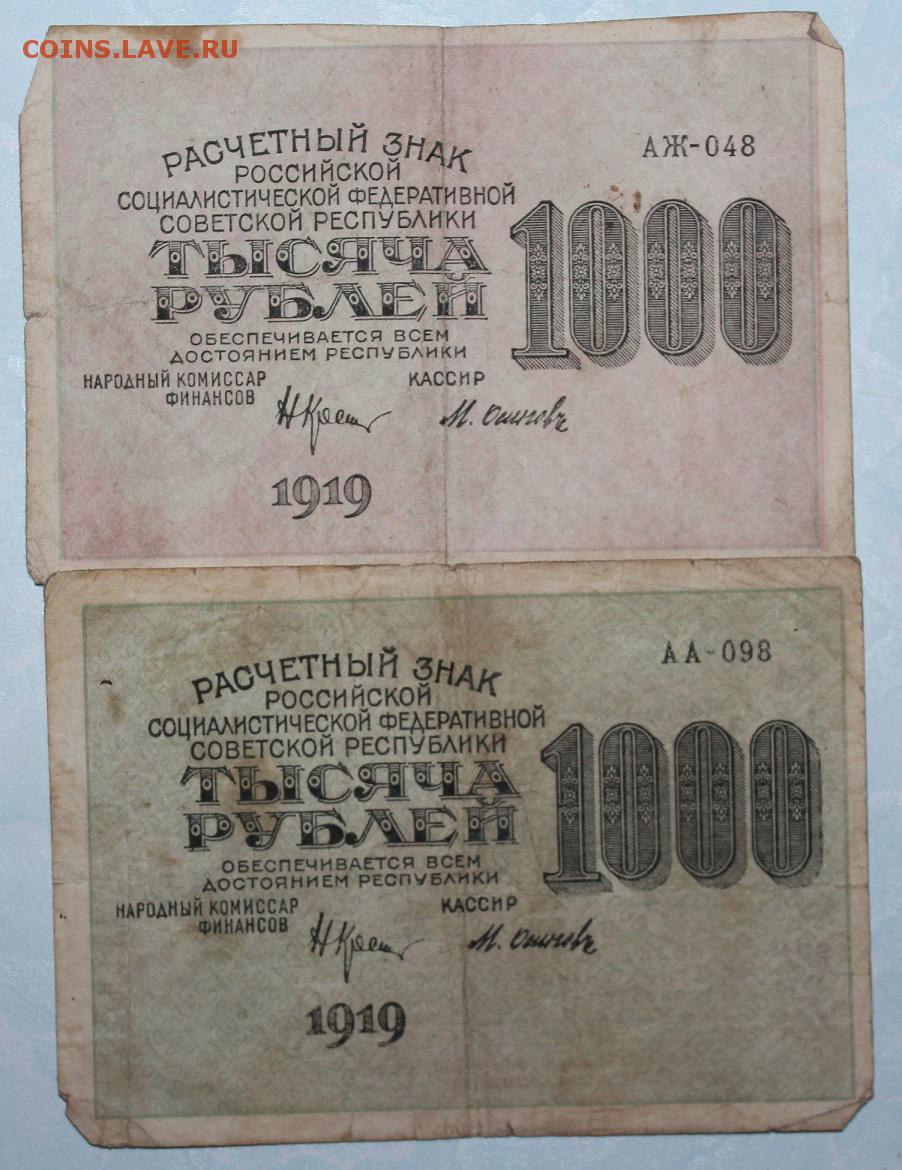 COINS.LAVE.RU
АЖ-048
РАСЧЕТНЫЙ ЗНАК
РОССИЙСКОЙ
СОЦИАЛИСТИЧЕСКОЙ ФЕДЕРАТИВНОЙ
СОВЕТСКОЙ РЕСПУБЛИКИ
ТЫСЯЧА
РУБЛЕЙ
1000
ОБЕСПЕЧИВАЕТСЯ ВСЕМ
ДОСТОЯНИЕМ РЕСПУБЛИКИ
НАРОДНЫЙ КОМИССАР КАССИР
ФИНАНСОВ
1919
АА-098
РАСЧЕТНЫЙ ЗНАК
РОССИЙСКОЙ
СОЦИАЛИСТИЧЕСКОЙ ФЕДЕРАТИВНОЙ
СОВЕТСКОЙ РЕСПУБЛИКИ
ТЫСЯЧА
РУБЛЕЙ
1000
ОБЕСПЕЧИВАЕТСЯ ВСЕМ
ДОСТОЯНИЕМ РЕСПУБЛИКИ
НАРОДНЫЙ КОМИССАР КАССИР
ФИНАНСОВ
1919